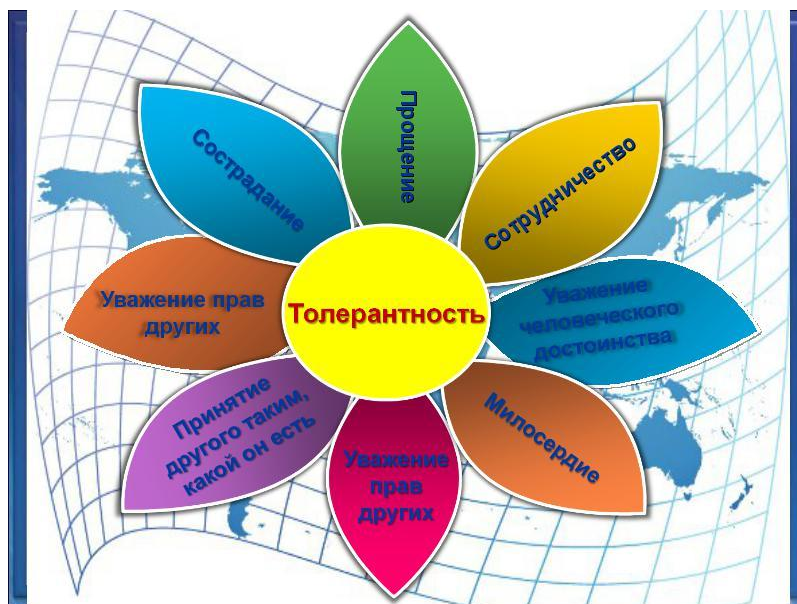 Прощение
Сострадание
Сотрудничество
Уважение прав
других
Толерантность
Уважение
человеческого
достоинства
Принятие
другого таким,
какой он есть
Уважение
прав
других
Милосердие